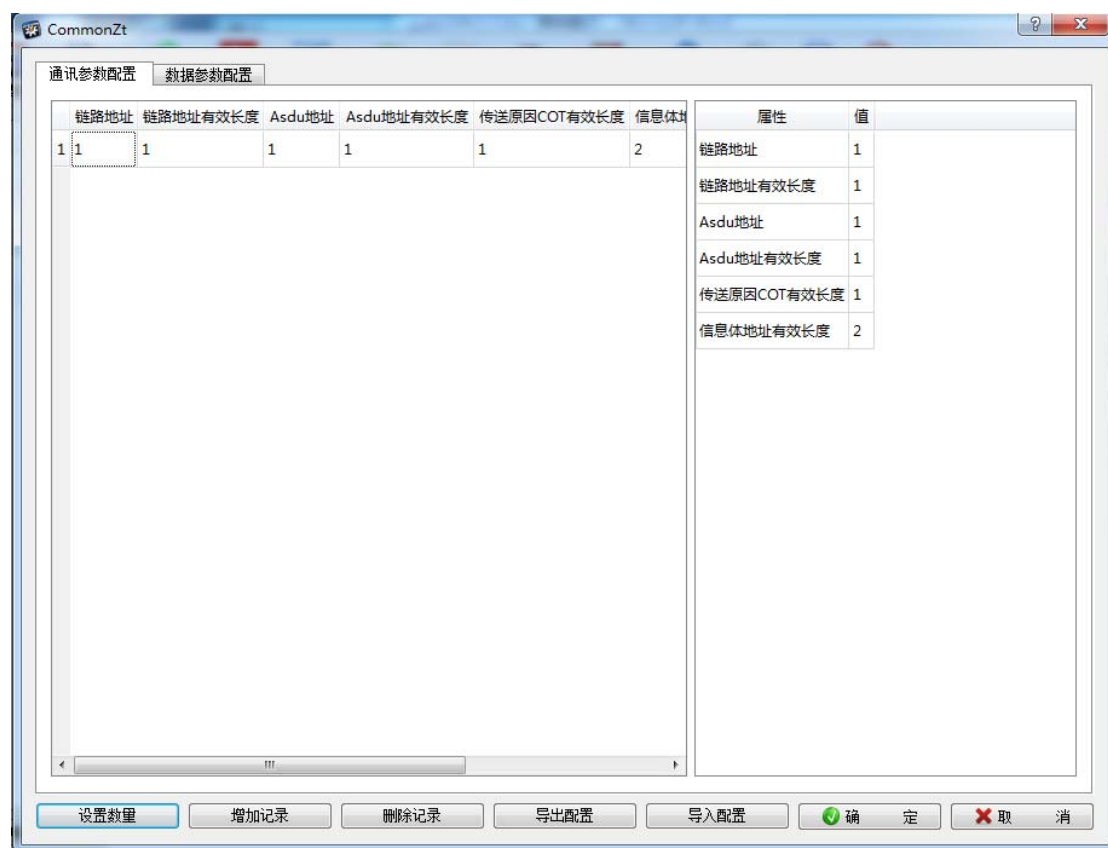 CommonZt
通讯参数配置 数据参数配置
链路地址 链路地址有效长度 Asdu地址 Asdu地址有效长度 传送原因COT有效长度 信息体地 属性 值
1 1 1 1 1 1 2 链路地址 1
链路地址有效长度 1
Asdu地址 1
Asdu地址有效长度 1
传送原因COT有效长度 1
信息体地址有效长度 2
设置数量 增加记录 删除记录 导出配置 导入配置 确 定 取 消